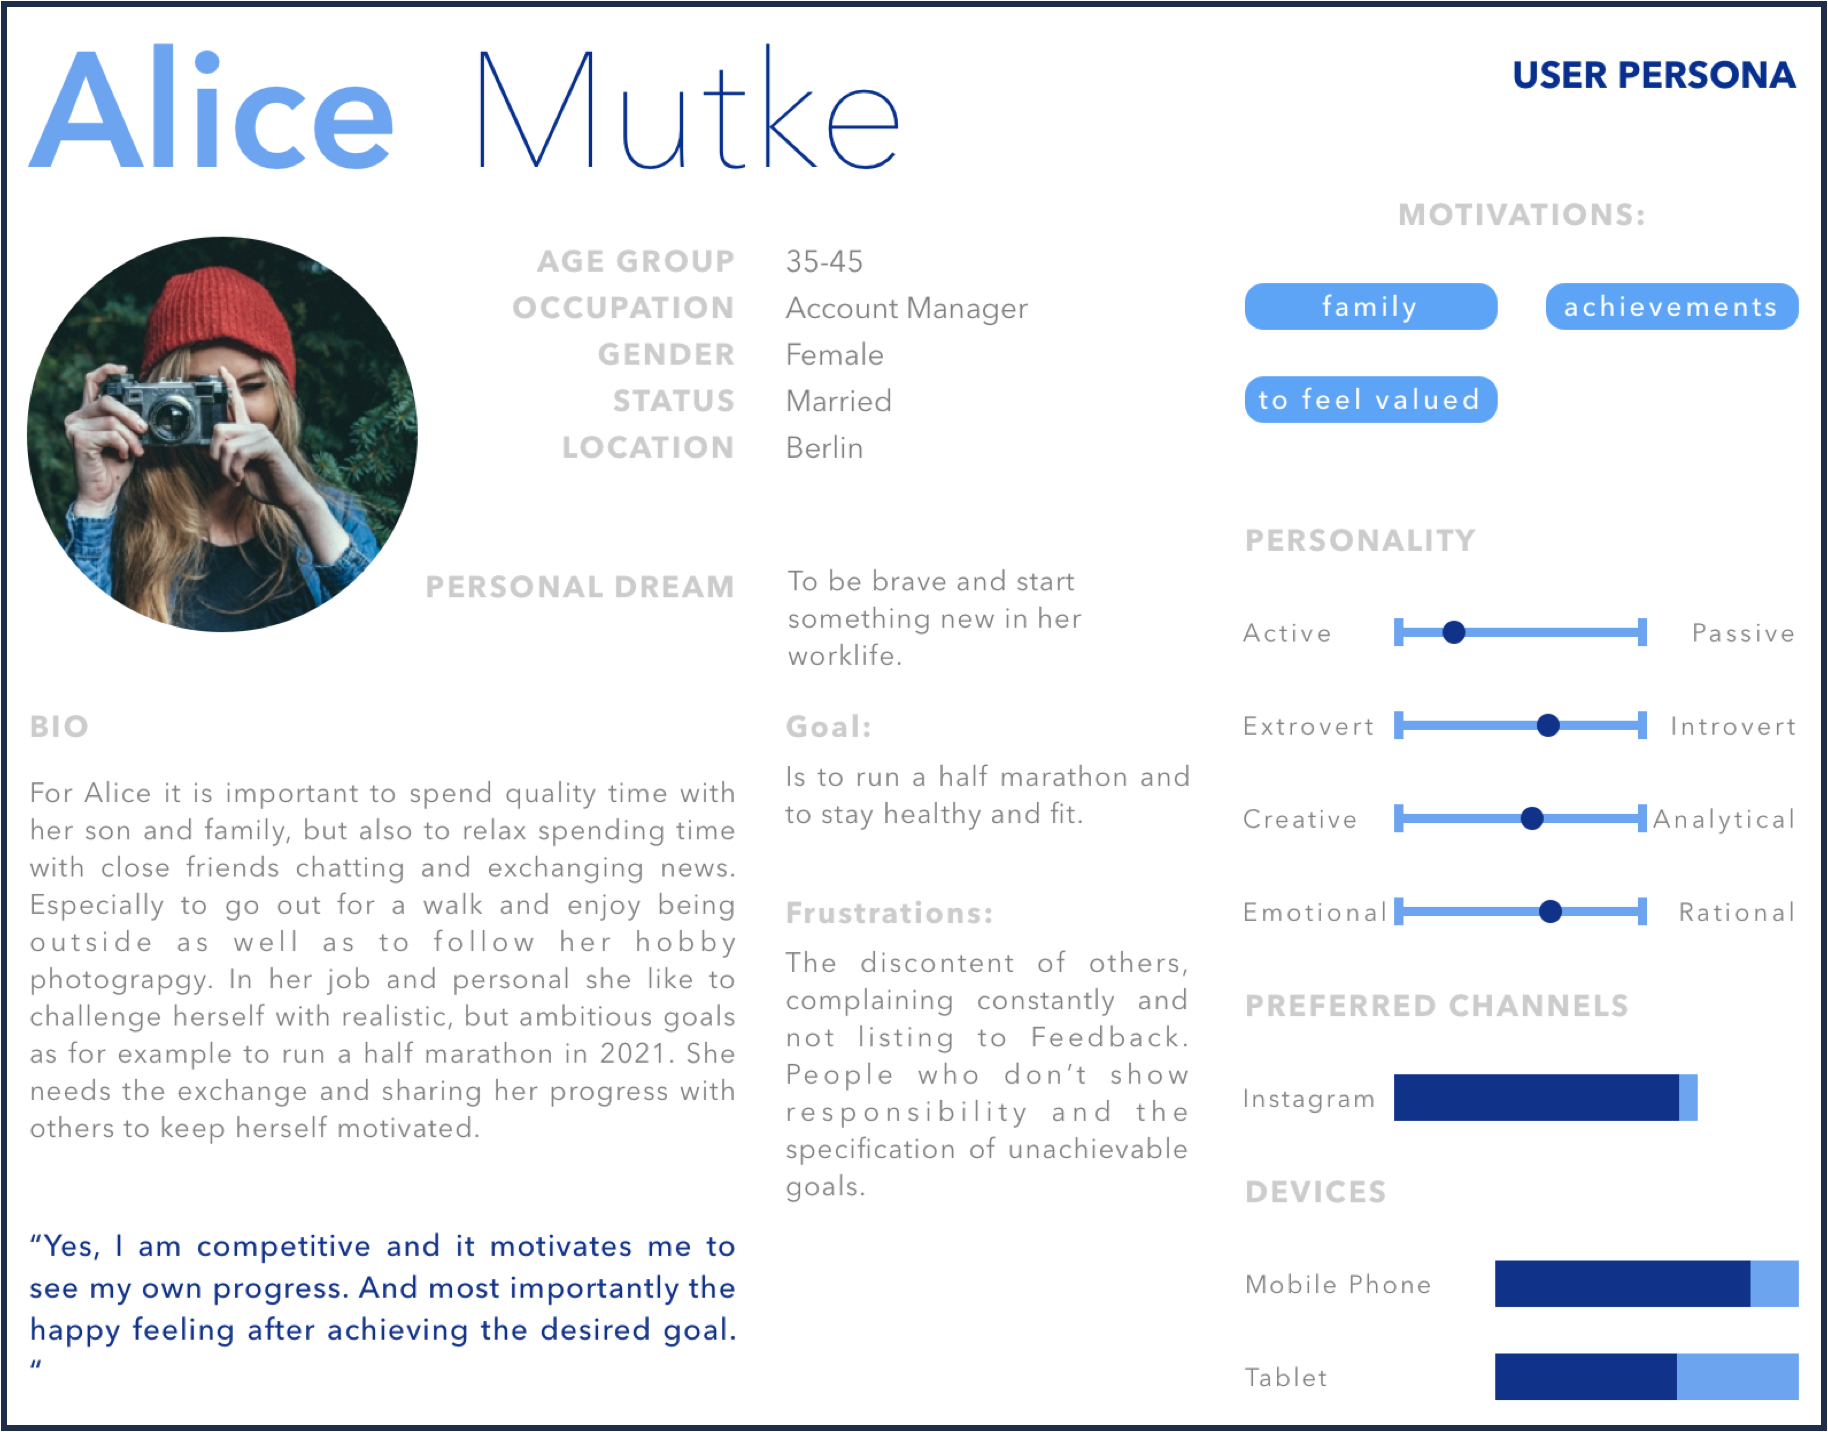 Alice Mutke
USER PERSONA
AGE GROUP 35-45
OCCUPATION Account Manager
GENDER Female
STATUS Married
LOCATION Berlin
PERSONAL DREAM
To be brave and start
something new in her
worklife.
BIO
For Alice it is important to spend quality time with
her son and family, but also to relax spending time
with close friends chatting and exchanging news.
Especially to go out for a walk and enjoy being
outside as well as to follow her hobby
photograpgy. In her job and personal she like to
challenge herself with realistic, but ambitious goals
as for example to run a half marathon in 2021. She
needs the exchange and sharing her progress with
others to keep herself motivated.
“Yes, I am competitive and it motivates me to
see my own progress. And most importantly the
happy feeling after achieving the desired goal.
“
Goal:
Is to run a half marathon and
to stay healthy and fit.
Frustrations:
The discontent of others,
complaining constantly and
not listing to Feedback.
People who don’t show
responsibility and the
specification of unachievable
goals.
MOTIVATIONS:
family achievements
to feel valued
PERSONALITY
Active Passive
Extrovert Introvert
Creative Analytical
Emotional Rational
PREFERRED CHANNELS
Instagram
DEVICES
Mobile Phone
Tablet